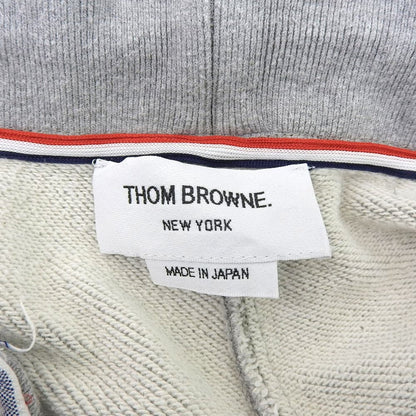 THOM BROWNE.
NEW YORK
MADE IN JAPAN